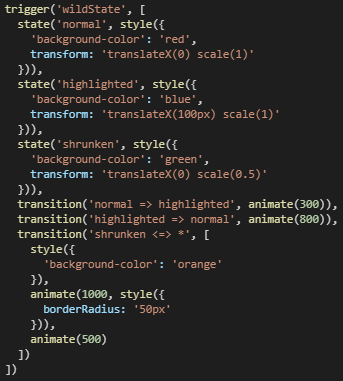 trigger('wildState', [
  state('normal', style({
    'background-color': 'red',
    transform: 'translateX(0) scale(1)'
  })),
  state('highlighted', style({
    'background-color': 'blue',
    transform: 'translateX(100px) scale(1)'
  })),
  state('shrunken', style({
    'background-color': 'green',
    transform: 'translateX(0) scale(0.5)'
  })),
  transition('normal => highlighted', animate(300)),
  transition('highlighted => normal', animate(800)),
  transition('shrunken <=> *', [
    style({
      'background-color': 'orange'
    }),
    animate(1000, style({
      borderRadius: '50px'
    })),
    animate(500)
  ])
])